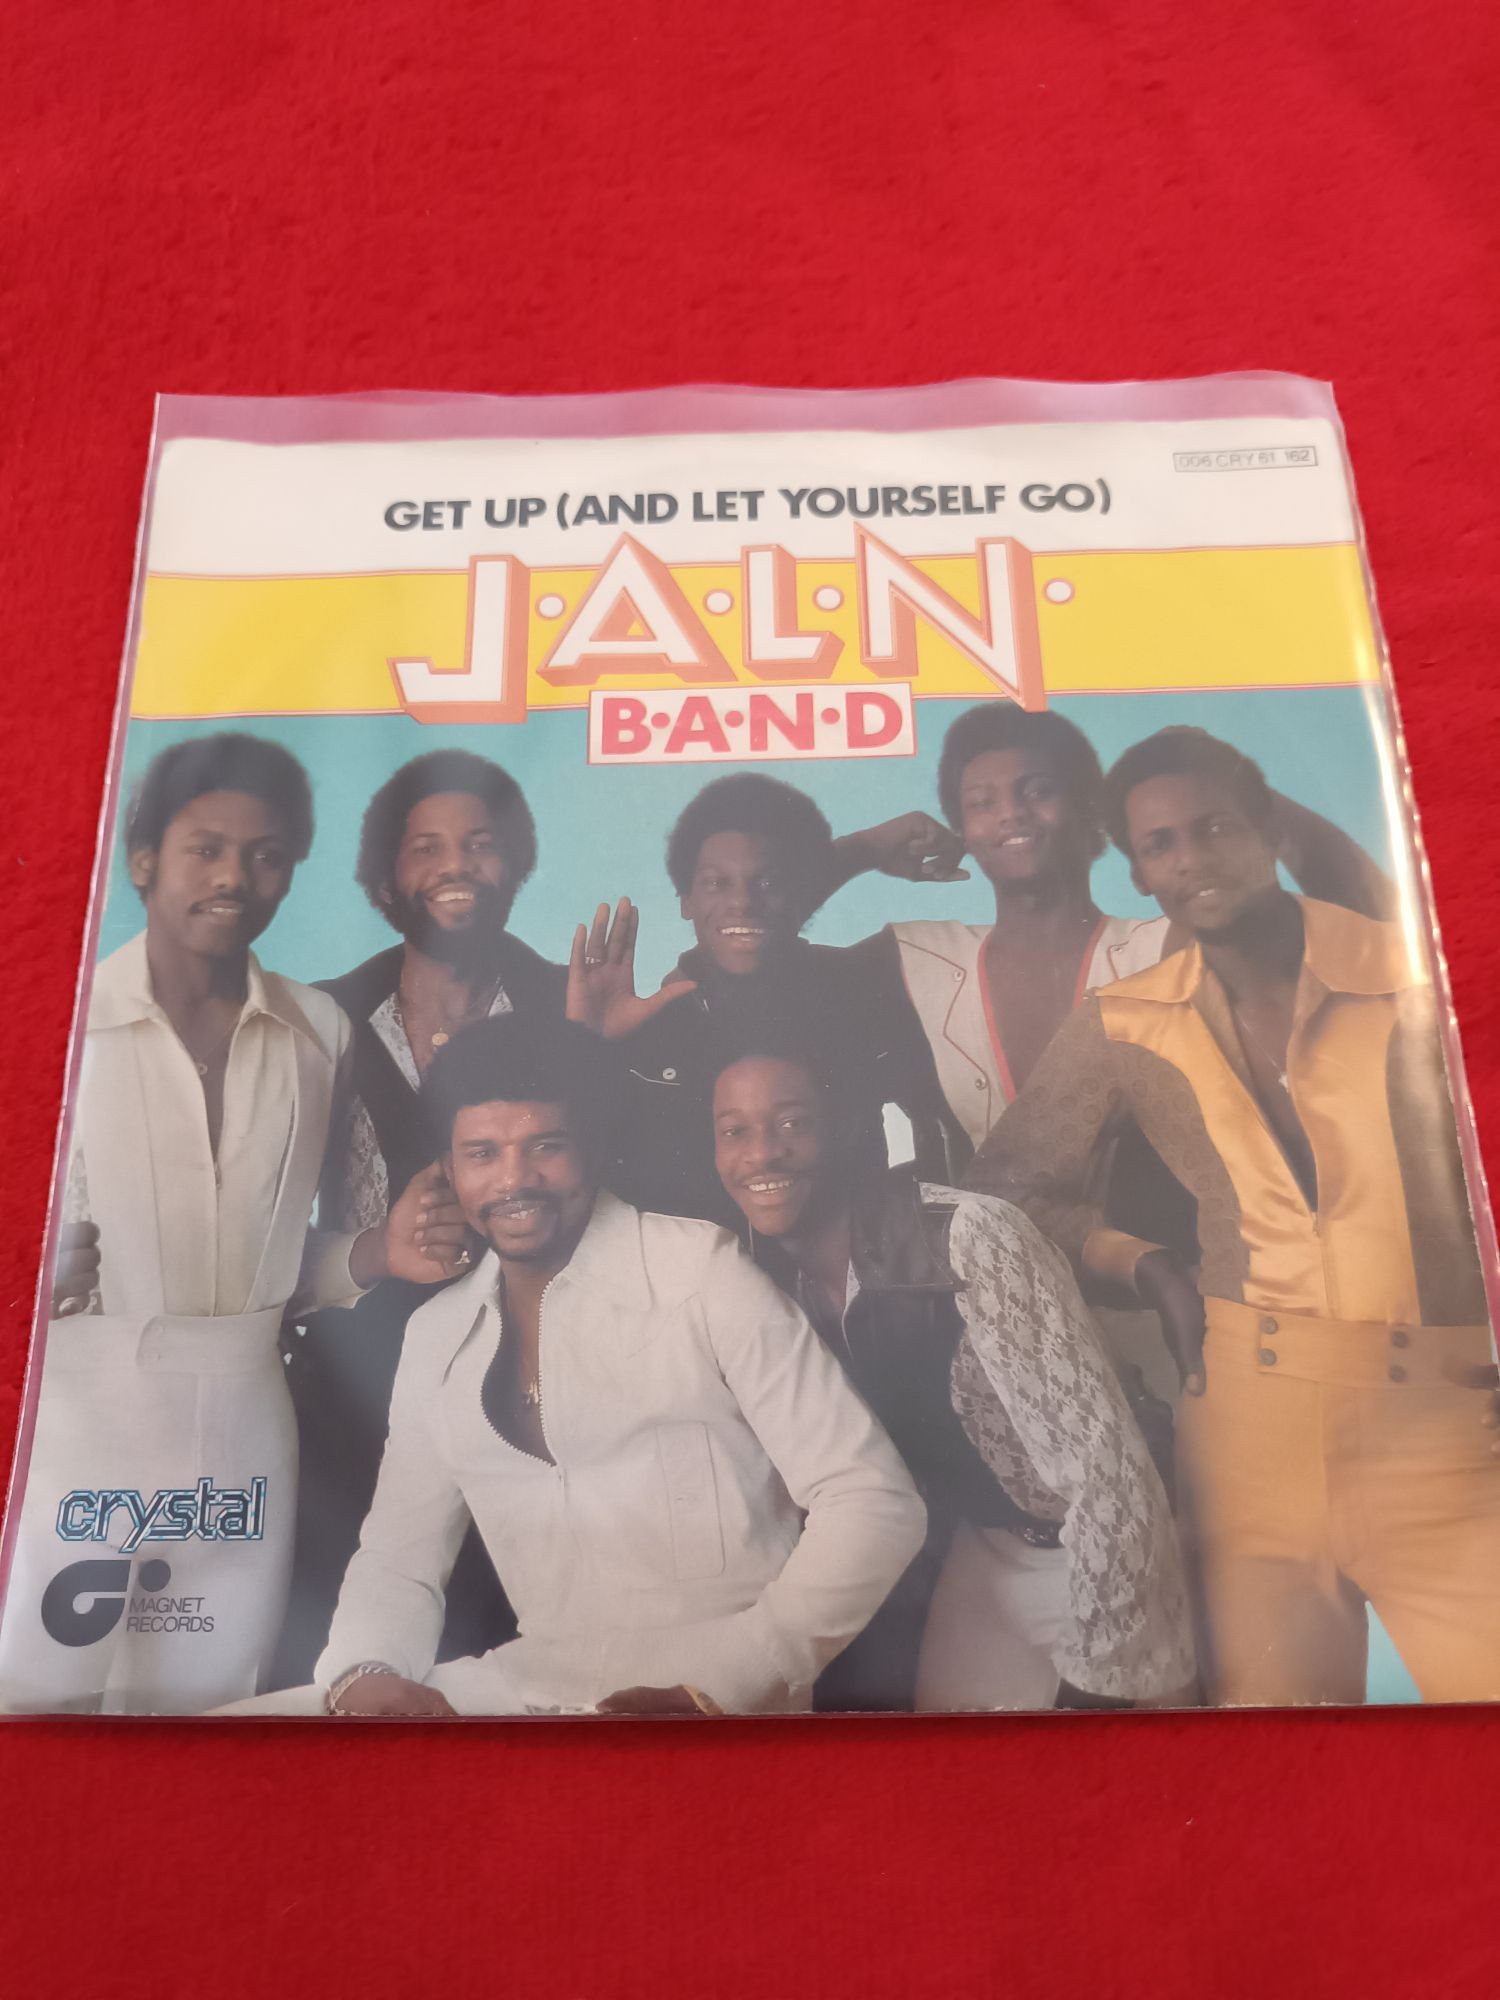 006 CRY 61 162
GET UP (AND LET YOURSELF GO)
J·A·L·N·
B·A·N·D
crystal
MAGNET
RECORDS